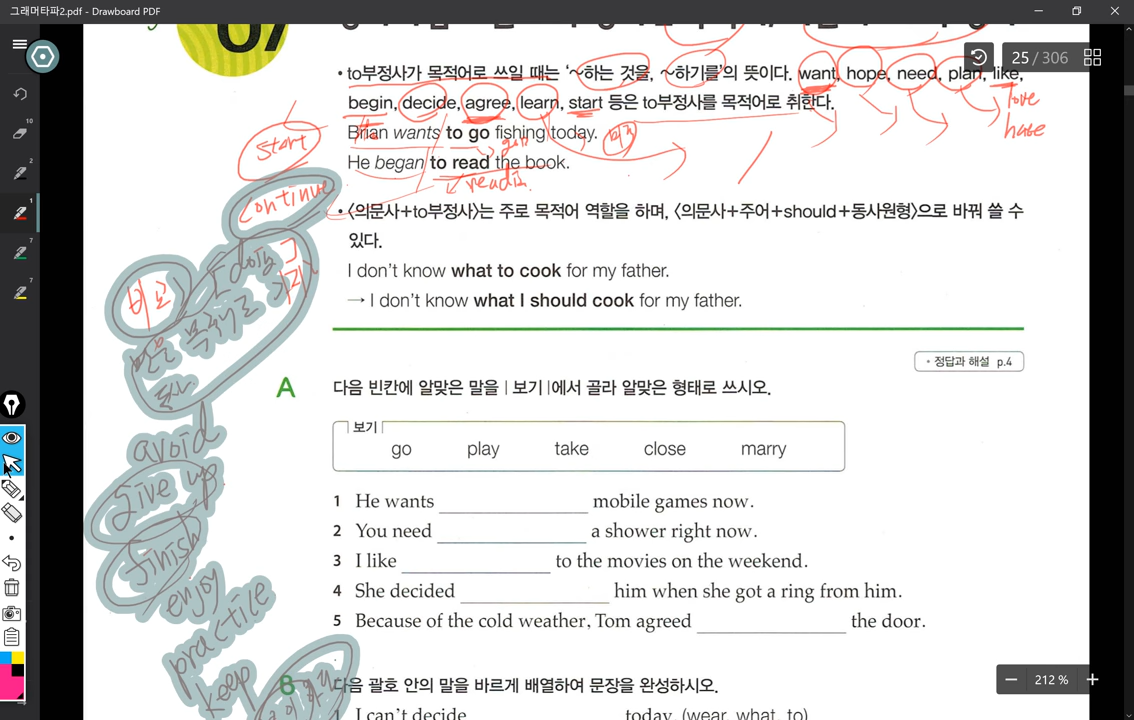 그래머타파2.pdf - Drawboard PDF
07
25 / 306
• to부정사가 목적어로 쓰일 때는 '~하는 것을, ~하기를'의 뜻이다. want, hope, need, plan, like,
begin, decide, agree, learn, start 등은 to부정사를 목적어로 취한다.
love
hate
Brian wants to go fishing today.
start
He began to read the book.
reading
continue
• <의문사+to부정사>는 주로 목적어 역할을 하며, <의문사+주어+should+동사원형>으로 바꿔 쓸 수
있다.
I don't know what to cook for my father.
→ I don't know what I should cook for my father.
• 정답과 해설 p.4
A 다음 빈칸에 알맞은 말을 | 보기 |에서 골라 알맞은 형태로 쓰시오.
보기
go play take close marry
avoid
give up
finish
enjoy
practice
keep
1 He wants ______ mobile games now.
2 You need ______ a shower right now.
3 I like ______ to the movies on the weekend.
4 She decided ______ him when she got a ring from him.
5 Because of the cold weather, Tom agreed ______ the door.
B 다음 괄호 안의 말을 바르게 배열하여 문장을 완성하시오.
1 I can't decide ______ today. (wear, what, to)
212 %